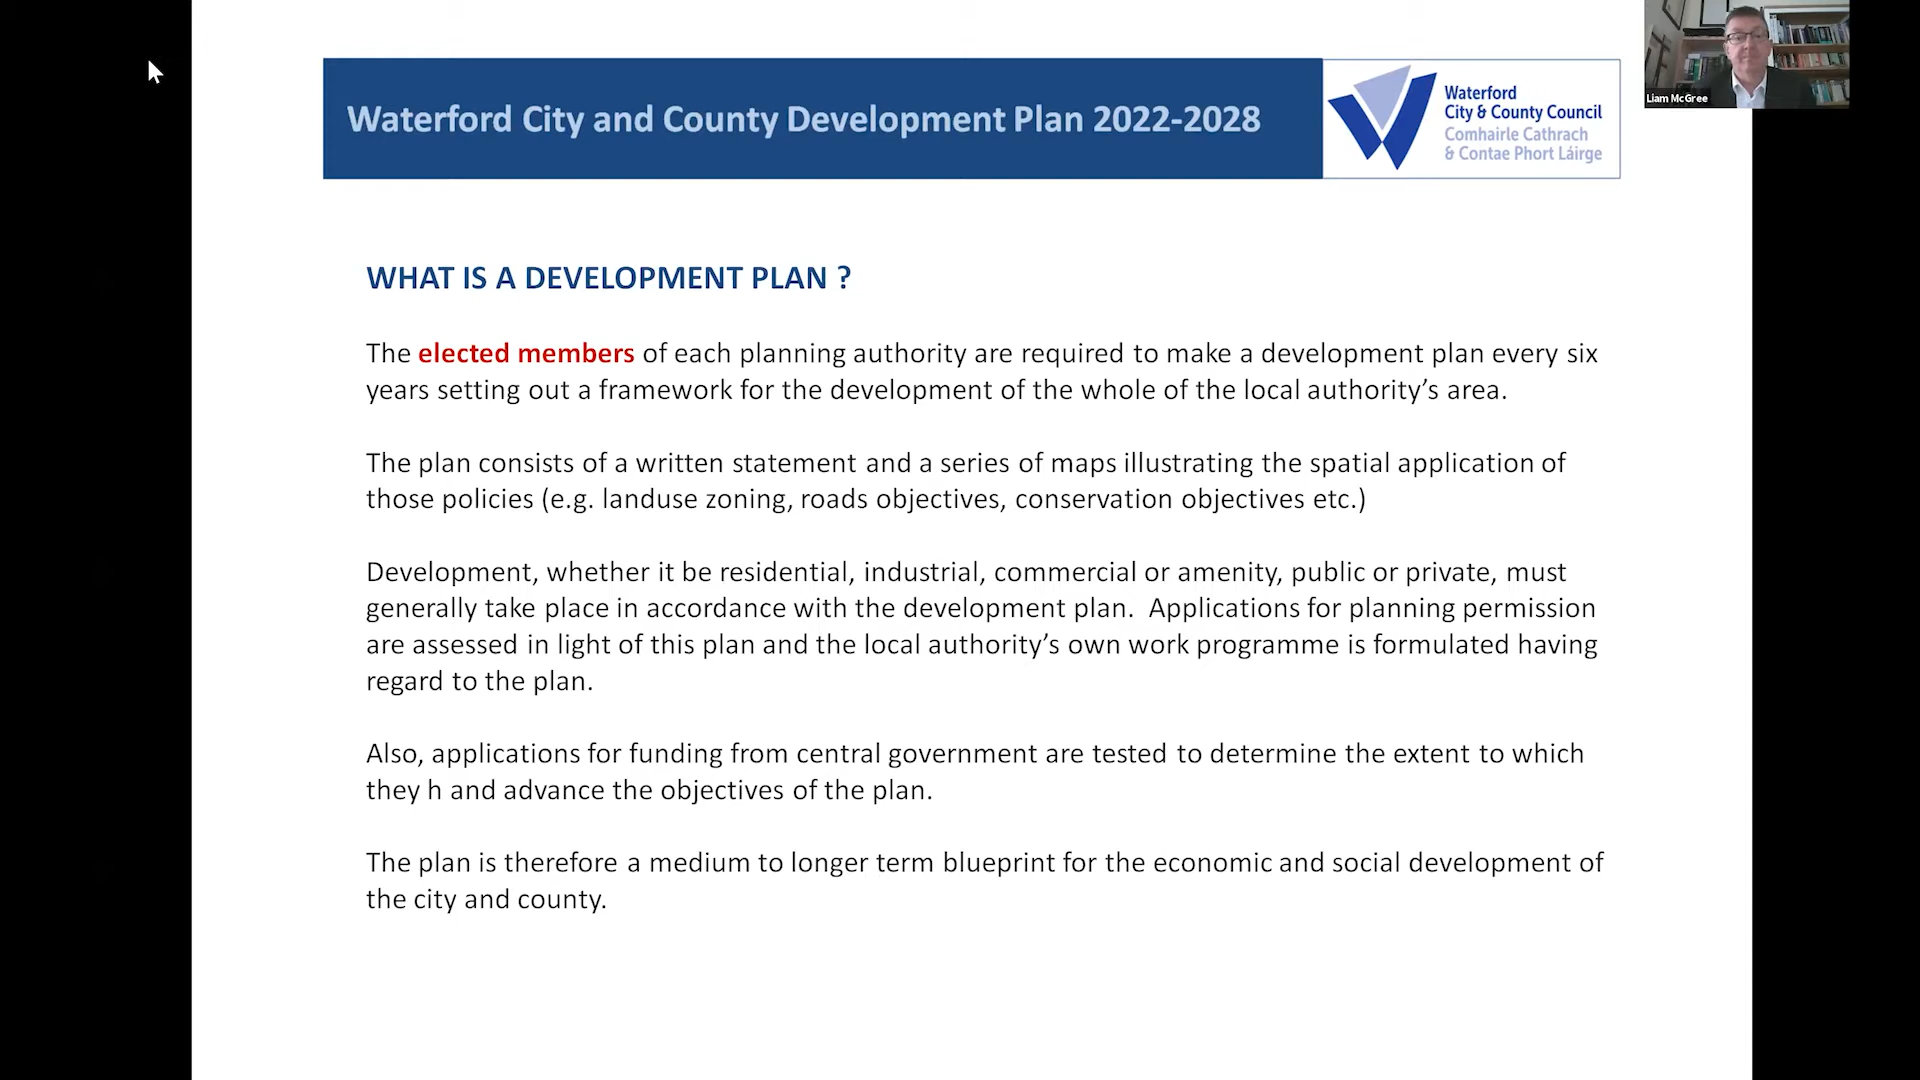 Waterford City and County Development Plan 2022-2028
Waterford
City & County Council
Comhairle Cathrach
& Contae Phort Láirge
Liam McGree
WHAT IS A DEVELOPMENT PLAN ?
The elected members of each planning authority are required to make a development plan every six
years setting out a framework for the development of the whole of the local authority’s area.
The plan consists of a written statement and a series of maps illustrating the spatial application of
those policies (e.g. landuse zoning, roads objectives, conservation objectives etc.)
Development, whether it be residential, industrial, commercial or amenity, public or private, must
generally take place in accordance with the development plan.  Applications for planning permission
are assessed in light of this plan and the local authority’s own work programme is formulated having
regard to the plan.
Also, applications for funding from central government are tested to determine the extent to which
they h and advance the objectives of the plan.
The plan is therefore a medium to longer term blueprint for the economic and social development of
the city and county.